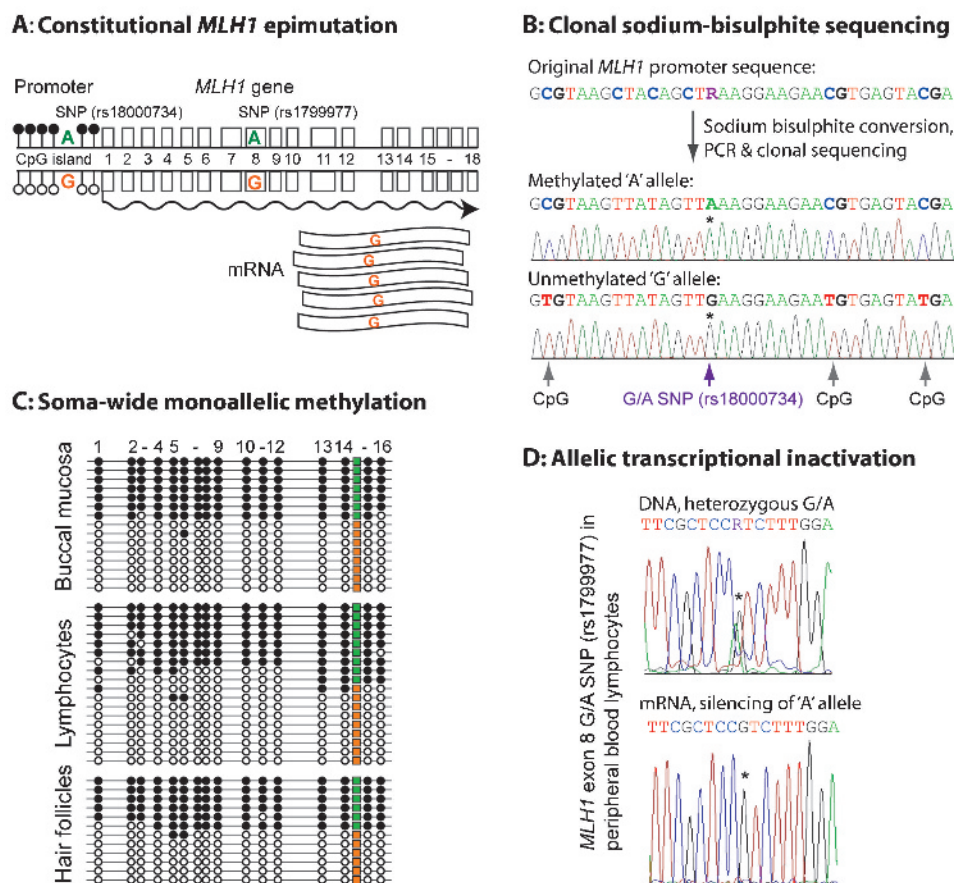 A: Constitutional MLH1 epimutation
Promoter MLH1 gene
SNP (rs18000734) SNP (rs1799977)
A A
CpG island 1 2 3 4 5 6 7 8 9 10 11 12 13 14 15 - 18
G G
mRNA
G
G
G
G
G
B: Clonal sodium-bisulphite sequencing
Original MLH1 promoter sequence:
GCGTAAGCTACAGCTRAAGGAAGAACGTGAGTACGA
Sodium bisulphite conversion,
PCR & clonal sequencing
Methylated 'A' allele:
GCGTAAGTTATAGTTAAAGGAAGAACGTGAGTACGA
*
Unmethylated 'G' allele:
GTGTAAGTTATAGTTGAAGGAAGAATGTGAGTATGA
*
CpG G/A SNP (rs18000734) CpG CpG
C: Soma-wide monoallelic methylation
1 2 - 4 5 - 9 10 -12 13 14 - 16
Buccal mucosa
Lymphocytes
Hair follicles
D: Allelic transcriptional inactivation
MLH1 exon 8 G/A SNP (rs1799977) in
peripheral blood lymphocytes
DNA, heterozygous G/A
TTCGCTCCRTCTTTGGA
*
mRNA, silencing of 'A' allele
TTCGCTCCGTCTTTGGA
*